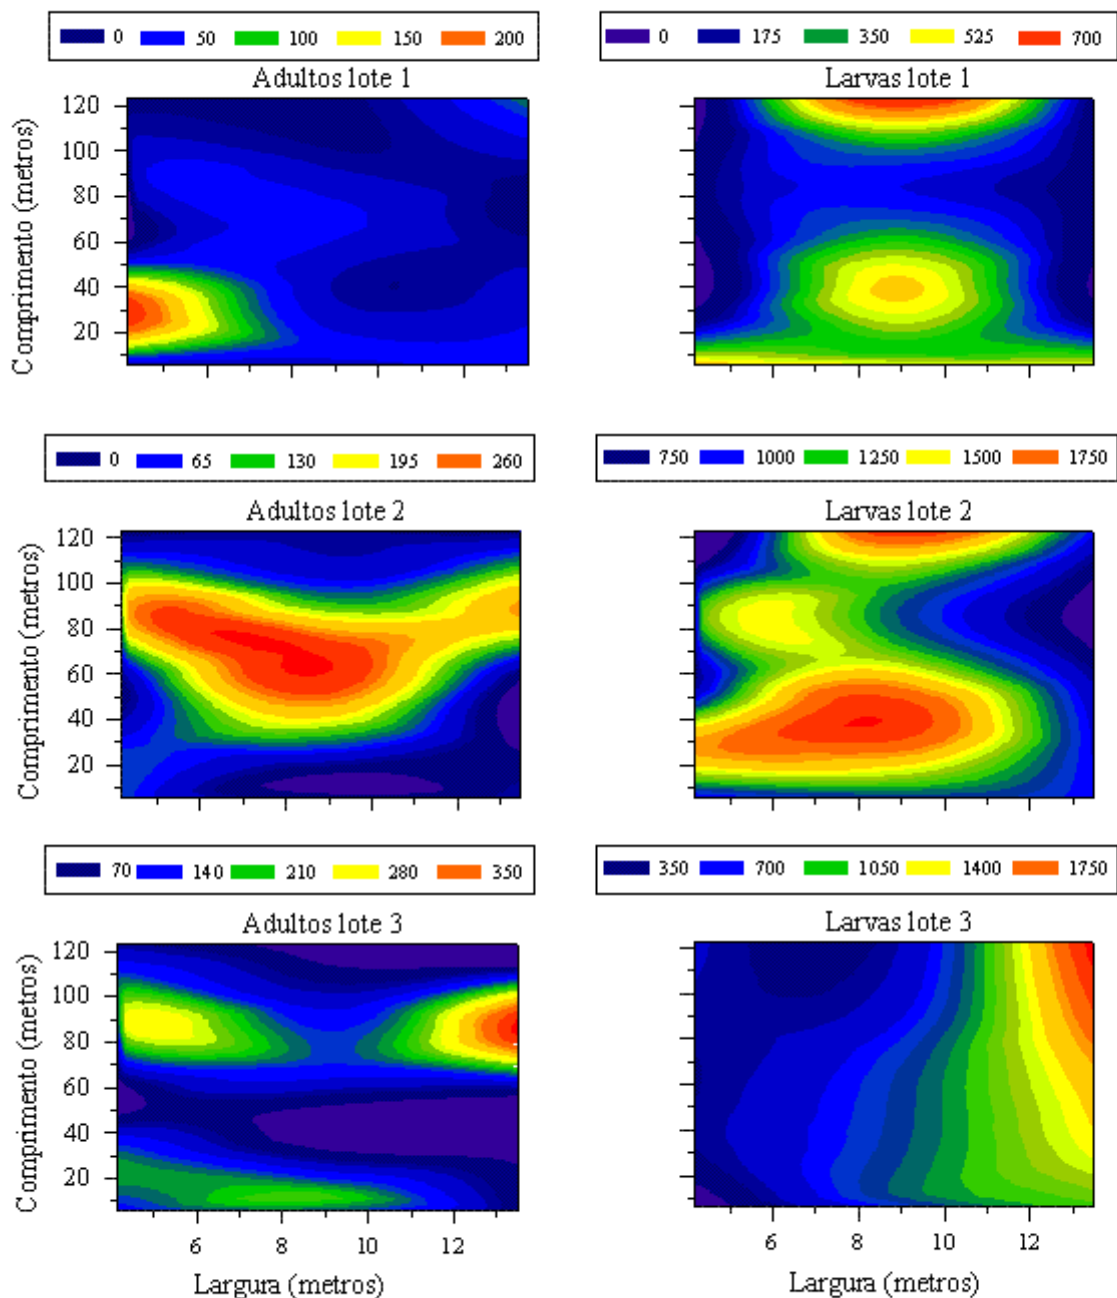 0 50 100 150 200
Adultos lote 1
120
100
80
60
40
20
Comprimento (metros)
0 175 350 525 700
Larvas lote 1
0 65 130 195 260
Adultos lote 2
120
100
80
60
40
20
Comprimento (metros)
750 1000 1250 1500 1750
Larvas lote 2
70 140 210 280 350
Adultos lote 3
120
100
80
60
40
20
Comprimento (metros)
6 8 10 12
Largura (metros)
350 700 1050 1400 1750
Larvas lote 3
6 8 10 12
Largura (metros)